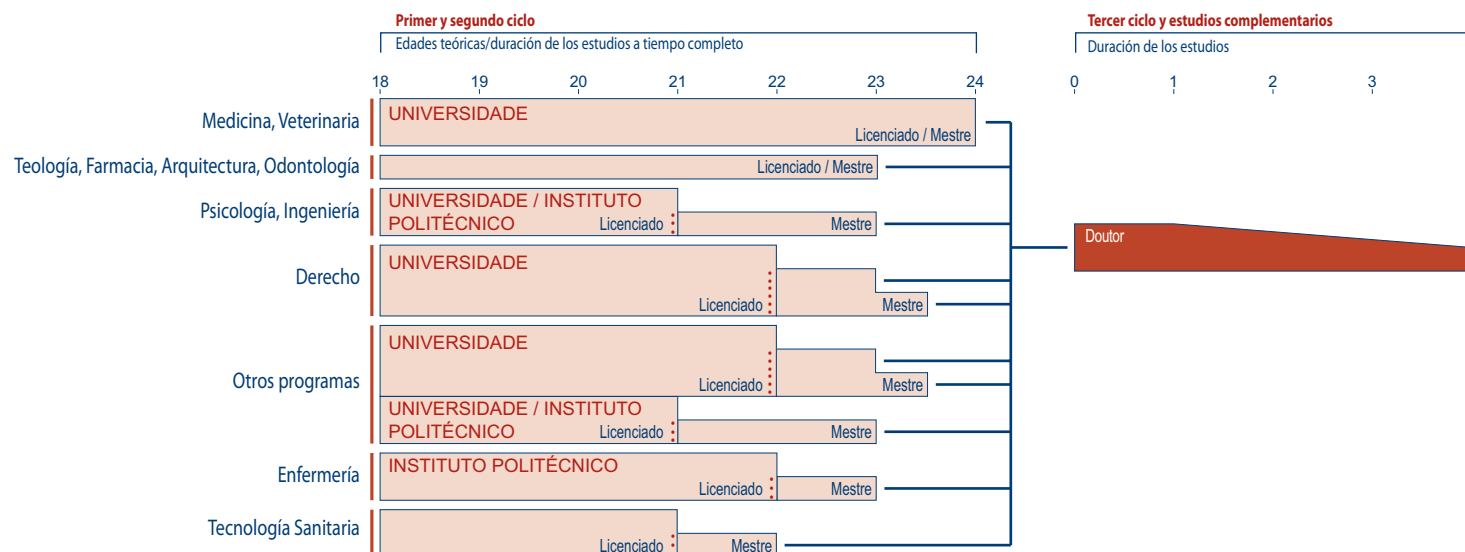 Primer y segundo ciclo
Tercer ciclo y estudios complementarios
Edades teóricas/duración de los estudios a tiempo completo
Duración de los estudios
18 19 20 21 22 23 24
0 1 2 3
Medicina, Veterinaria
UNIVERSIDADE
Licenciado / Mestre
Teología, Farmacia, Arquitectura, Odontología
Licenciado / Mestre
Psicología, Ingeniería
UNIVERSIDADE / INSTITUTO
POLITÉCNICO
Licenciado
Mestre
Doutor
Derecho
UNIVERSIDADE
Licenciado
Mestre
Otros programas
UNIVERSIDADE
Licenciado
Mestre
UNIVERSIDADE / INSTITUTO
POLITÉCNICO
Licenciado
Mestre
Enfermería
INSTITUTO POLITÉCNICO
Licenciado
Mestre
Tecnología Sanitaria
Licenciado
Mestre